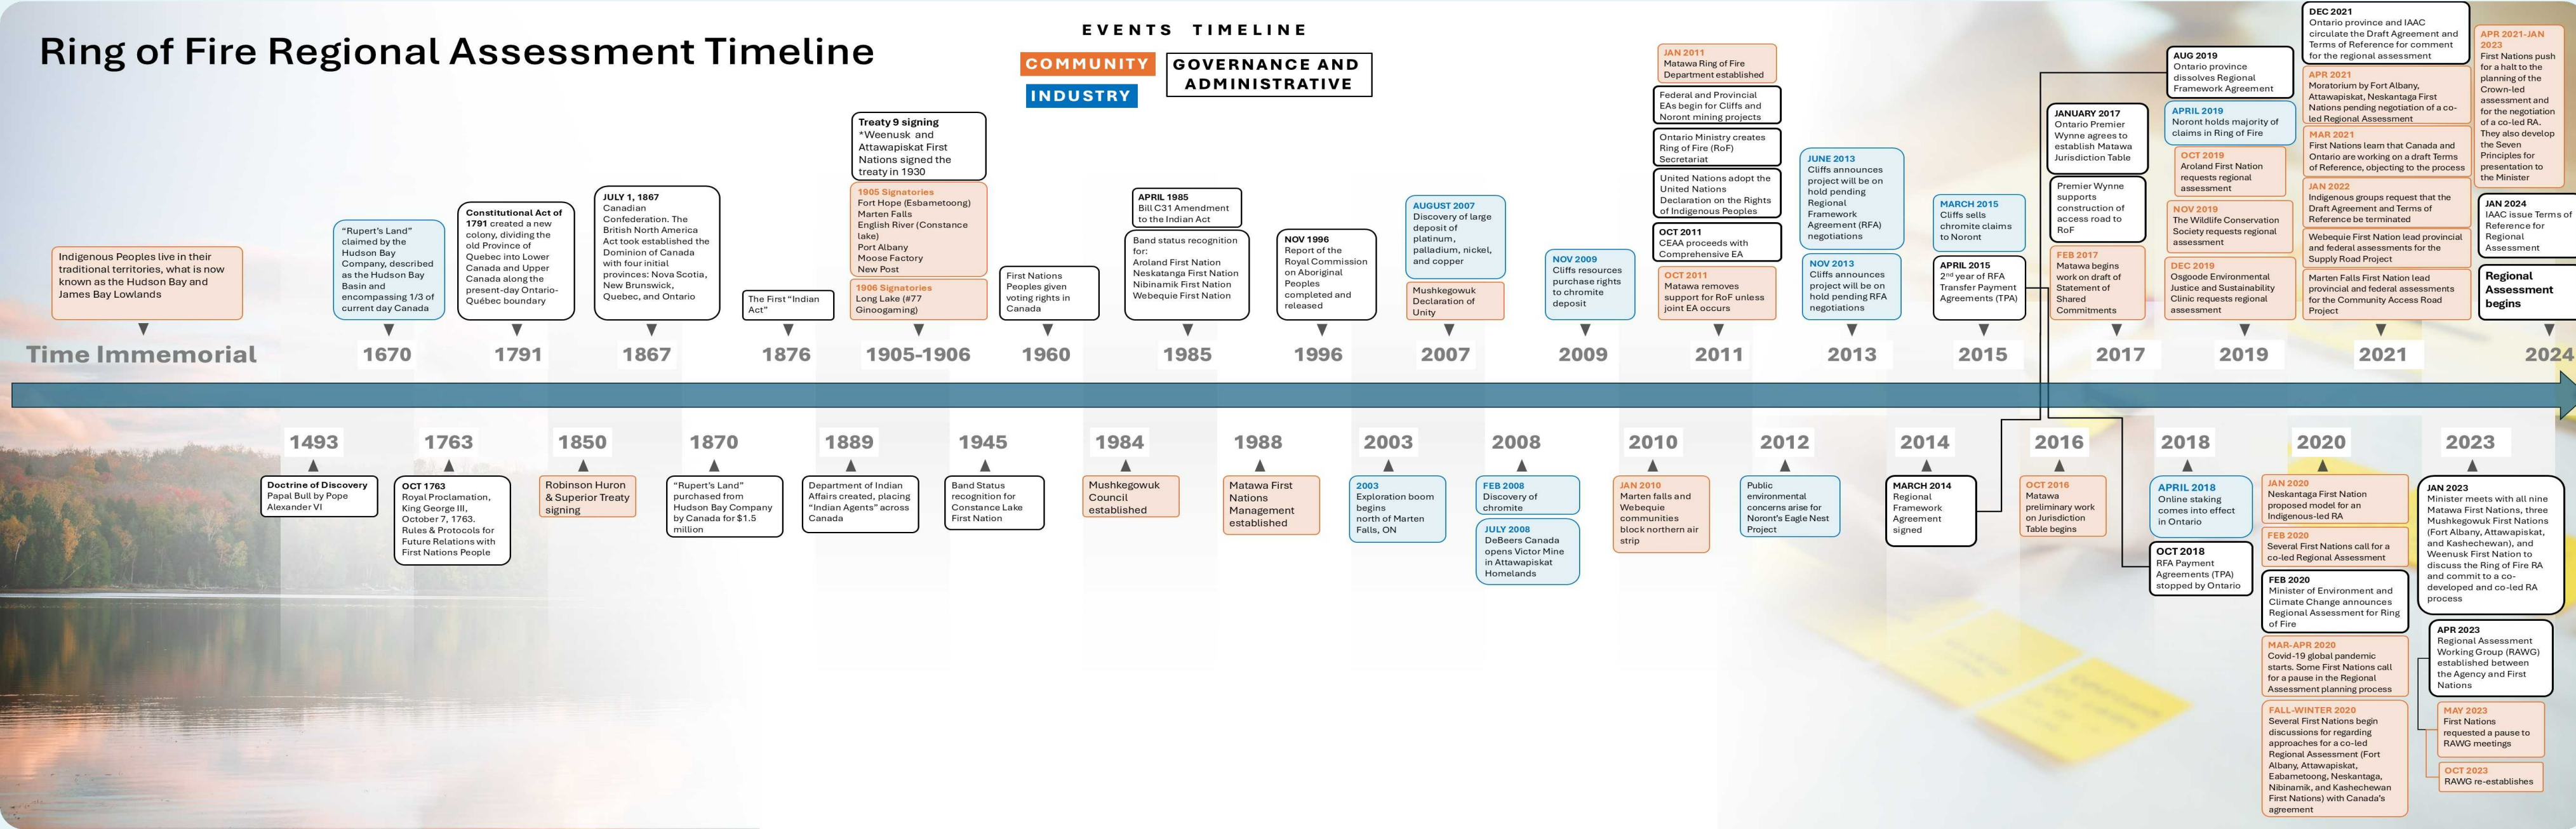 Ring of Fire Regional Assessment Timeline
EVENTS TIMELINE
COMMUNITY
GOVERNANCE AND
ADMINISTRATIVE
INDUSTRY
Indigenous Peoples live in their
traditional territories, what is now
known as the Hudson Bay and
James Bay Lowlands
Time Immemorial
“Rupert’s Land”
claimed by the
Hudson Bay
Company, described
as the Hudson Bay
Basin and
encompassing 1/3 of
current day Canada
1670
Constitutional Act of
1791 created a new
colony, dividing the
old Province of
Quebec into Lower
Canada and Upper
Canada along the
present-day Ontario-
Québec boundary
1791
JULY 1, 1867
Canadian
Confederation. The
British North America
Act took established the
Dominion of Canada
with four initial
provinces: Nova Scotia,
New Brunswick,
Quebec, and Ontario
1867
The First “Indian
Act”
1876
Treaty 9 signing
*Weenusk and
Attawapiskat First
Nations signed the
treaty in 1930
1905 Signatories
Fort Hope (Esbametoong)
Marten Falls
English River (Constance
lake)
Port Albany
Moose Factory
New Post
1906 Signatories
Long Lake (#77
Ginoogaming)
1905-1906
First Nations
Peoples given
voting rights in
Canada
1960
APRIL 1985
Bill C31 Amendment
to the Indian Act
Band status recognition
for:
Aroland First Nation
Neskatanga First Nation
Nibinamik First Nation
Webequie First Nation
1985
NOV 1996
Report of the
Royal Commission
on Aboriginal
Peoples
completed and
released
1996
AUGUST 2007
Discovery of large
deposit of
platinum,
palladium, nickel,
and copper
Mushkegowuk
Declaration of
Unity
2007
NOV 2009
Cliffs resources
purchase rights
to chromite
deposit
2009
JAN 2011
Matawa Ring of Fire
Department established
Federal and Provincial
EAs begin for Cliffs and
Noront mining projects
Ontario Ministry creates
Ring of Fire (RoF)
Secretariat
United Nations adopt the
United Nations
Declaration on the Rights
of Indigenous Peoples
OCT 2011
CEAA proceeds with
Comprehensive EA
OCT 2011
Matawa removes
support for RoF unless
joint EA occurs
2011
JUNE 2013
Cliffs announces
project will be on
hold pending
Regional
Framework
Agreement (RFA)
negotiations
NOV 2013
Cliffs announces
project will be on
hold pending RFA
negotiations
2013
MARCH 2015
Cliffs sells
chromite claims
to Noront
APRIL 2015
2nd year of RFA
Transfer Payment
Agreements (TPA)
2015
JANUARY 2017
Ontario Premier
Wynne agrees to
establish Matawa
Jurisdiction Table
Premier Wynne
supports
construction of
access road to
RoF
FEB 2017
Matawa begins
work on draft of
Statement of
Shared
Commitments
2017
AUG 2019
Ontario province
dissolves Regional
Framework Agreement
APRIL 2019
Noront holds majority of
claims in Ring of Fire
OCT 2019
Aroland First Nation
requests regional
assessment
NOV 2019
The Wildlife Conservation
Society requests regional
assessment
DEC 2019
Osgoode Environmental
Justice and Sustainability
Clinic requests regional
assessment
2019
DEC 2021
Ontario province and IAAC
circulate the Draft Agreement and
Terms of Reference for comment
for the regional assessment
APR 2021
Moratorium by Fort Albany,
Attawapiskat, Neskantaga First
Nations pending negotiation of a co-
led Regional Assessment
MAR 2021
First Nations learn that Canada and
Ontario are working on a draft Terms
of Reference, objecting to the process
JAN 2022
Indigenous groups request that the
Draft Agreement and Terms of
Reference be terminated
Webequie First Nation lead provincial
and federal assessments for the
Supply Road Project
Marten Falls First Nation lead
provincial and federal assessments
for the Community Access Road
Project
2021
APR 2021-JAN
2023
First Nations push
for a halt to the
planning of the
Crown-led
assessment and
for the negotiation
of a co-led RA.
They also develop
the Seven
Principles for
presentation to
the Minister
JAN 2024
IAAC issue Terms of
Reference for
Regional
Assessment
Regional
Assessment
begins
2024
1493
Doctrine of Discovery
Papal Bull by Pope
Alexander VI
1763
OCT 1763
Royal Proclamation,
King George III,
October 7, 1763.
Rules & Protocols for
Future Relations with
First Nations People
1850
Robinson Huron
& Superior Treaty
signing
1870
“Rupert’s Land”
purchased from
Hudson Bay Company
by Canada for $1.5
million
1889
Department of Indian
Affairs created, placing
“Indian Agents” across
Canada
1945
Band Status
recognition for
Constance Lake
First Nation
1984
Mushkegowuk
Council
established
1988
Matawa First
Nations
Management
established
2003
2003
Exploration boom
begins
north of Marten
Falls, ON
2008
FEB 2008
Discovery of
chromite
JULY 2008
DeBeers Canada
opens Victor Mine
in Attawapiskat
Homelands
2010
JAN 2010
Marten falls and
Webequie
communities
block northern air
strip
2012
Public
environmental
concerns arise for
Noront’s Eagle Nest
Project
2014
MARCH 2014
Regional
Framework
Agreement
signed
2016
OCT 2016
Matawa
preliminary work
on Jurisdiction
Table begins
2018
APRIL 2018
Online staking
comes into effect
in Ontario
OCT 2018
RFA Payment
Agreements (TPA)
stopped by Ontario
2020
JAN 2020
Neskantaga First Nation
proposed model for an
Indigenous-led RA
FEB 2020
Several First Nations call for a
co-led Regional Assessment
FEB 2020
Minister of Environment and
Climate Change announces
Regional Assessment for Ring
of Fire
MAR-APR 2020
Covid-19 global pandemic
starts. Some First Nations call
for a pause in the Regional
Assessment planning process
FALL-WINTER 2020
Several First Nations begin
discussions for regarding
approaches for a co-led
Regional Assessment (Fort
Albany, Attawapiskat,
Eabametoong, Neskantaga,
Nibinamik, and Kashechewan
First Nations) with Canada’s
agreement
2023
JAN 2023
Minister meets with all nine
Matawa First Nations, three
Mushkegowuk First Nations
(Fort Albany, Attawapiskat,
and Kashechewan), and
Weenusk First Nation to
discuss the Ring of Fire RA
and commit to a co-
developed and co-led RA
process
APR 2023
Regional Assessment
Working Group (RAWG)
established between
the Agency and First
Nations
MAY 2023
First Nations
requested a pause to
RAWG meetings
OCT 2023
RAWG re-establishes